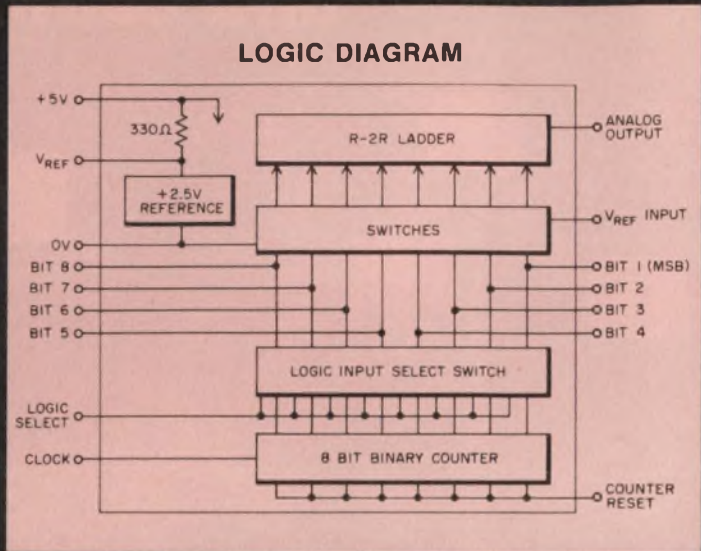 LOGIC DIAGRAM
+5V
330Ω
R-2R LADDER
ANALOG
OUTPUT
VREF
+2.5V
REFERENCE
SWITCHES
VREF INPUT
0V
BIT 8
BIT 1 (MSB)
BIT 7
BIT 2
BIT 6
BIT 3
BIT 5
BIT 4
LOGIC INPUT SELECT SWITCH
LOGIC
SELECT
CLOCK
8 BIT BINARY COUNTER
COUNTER
RESET